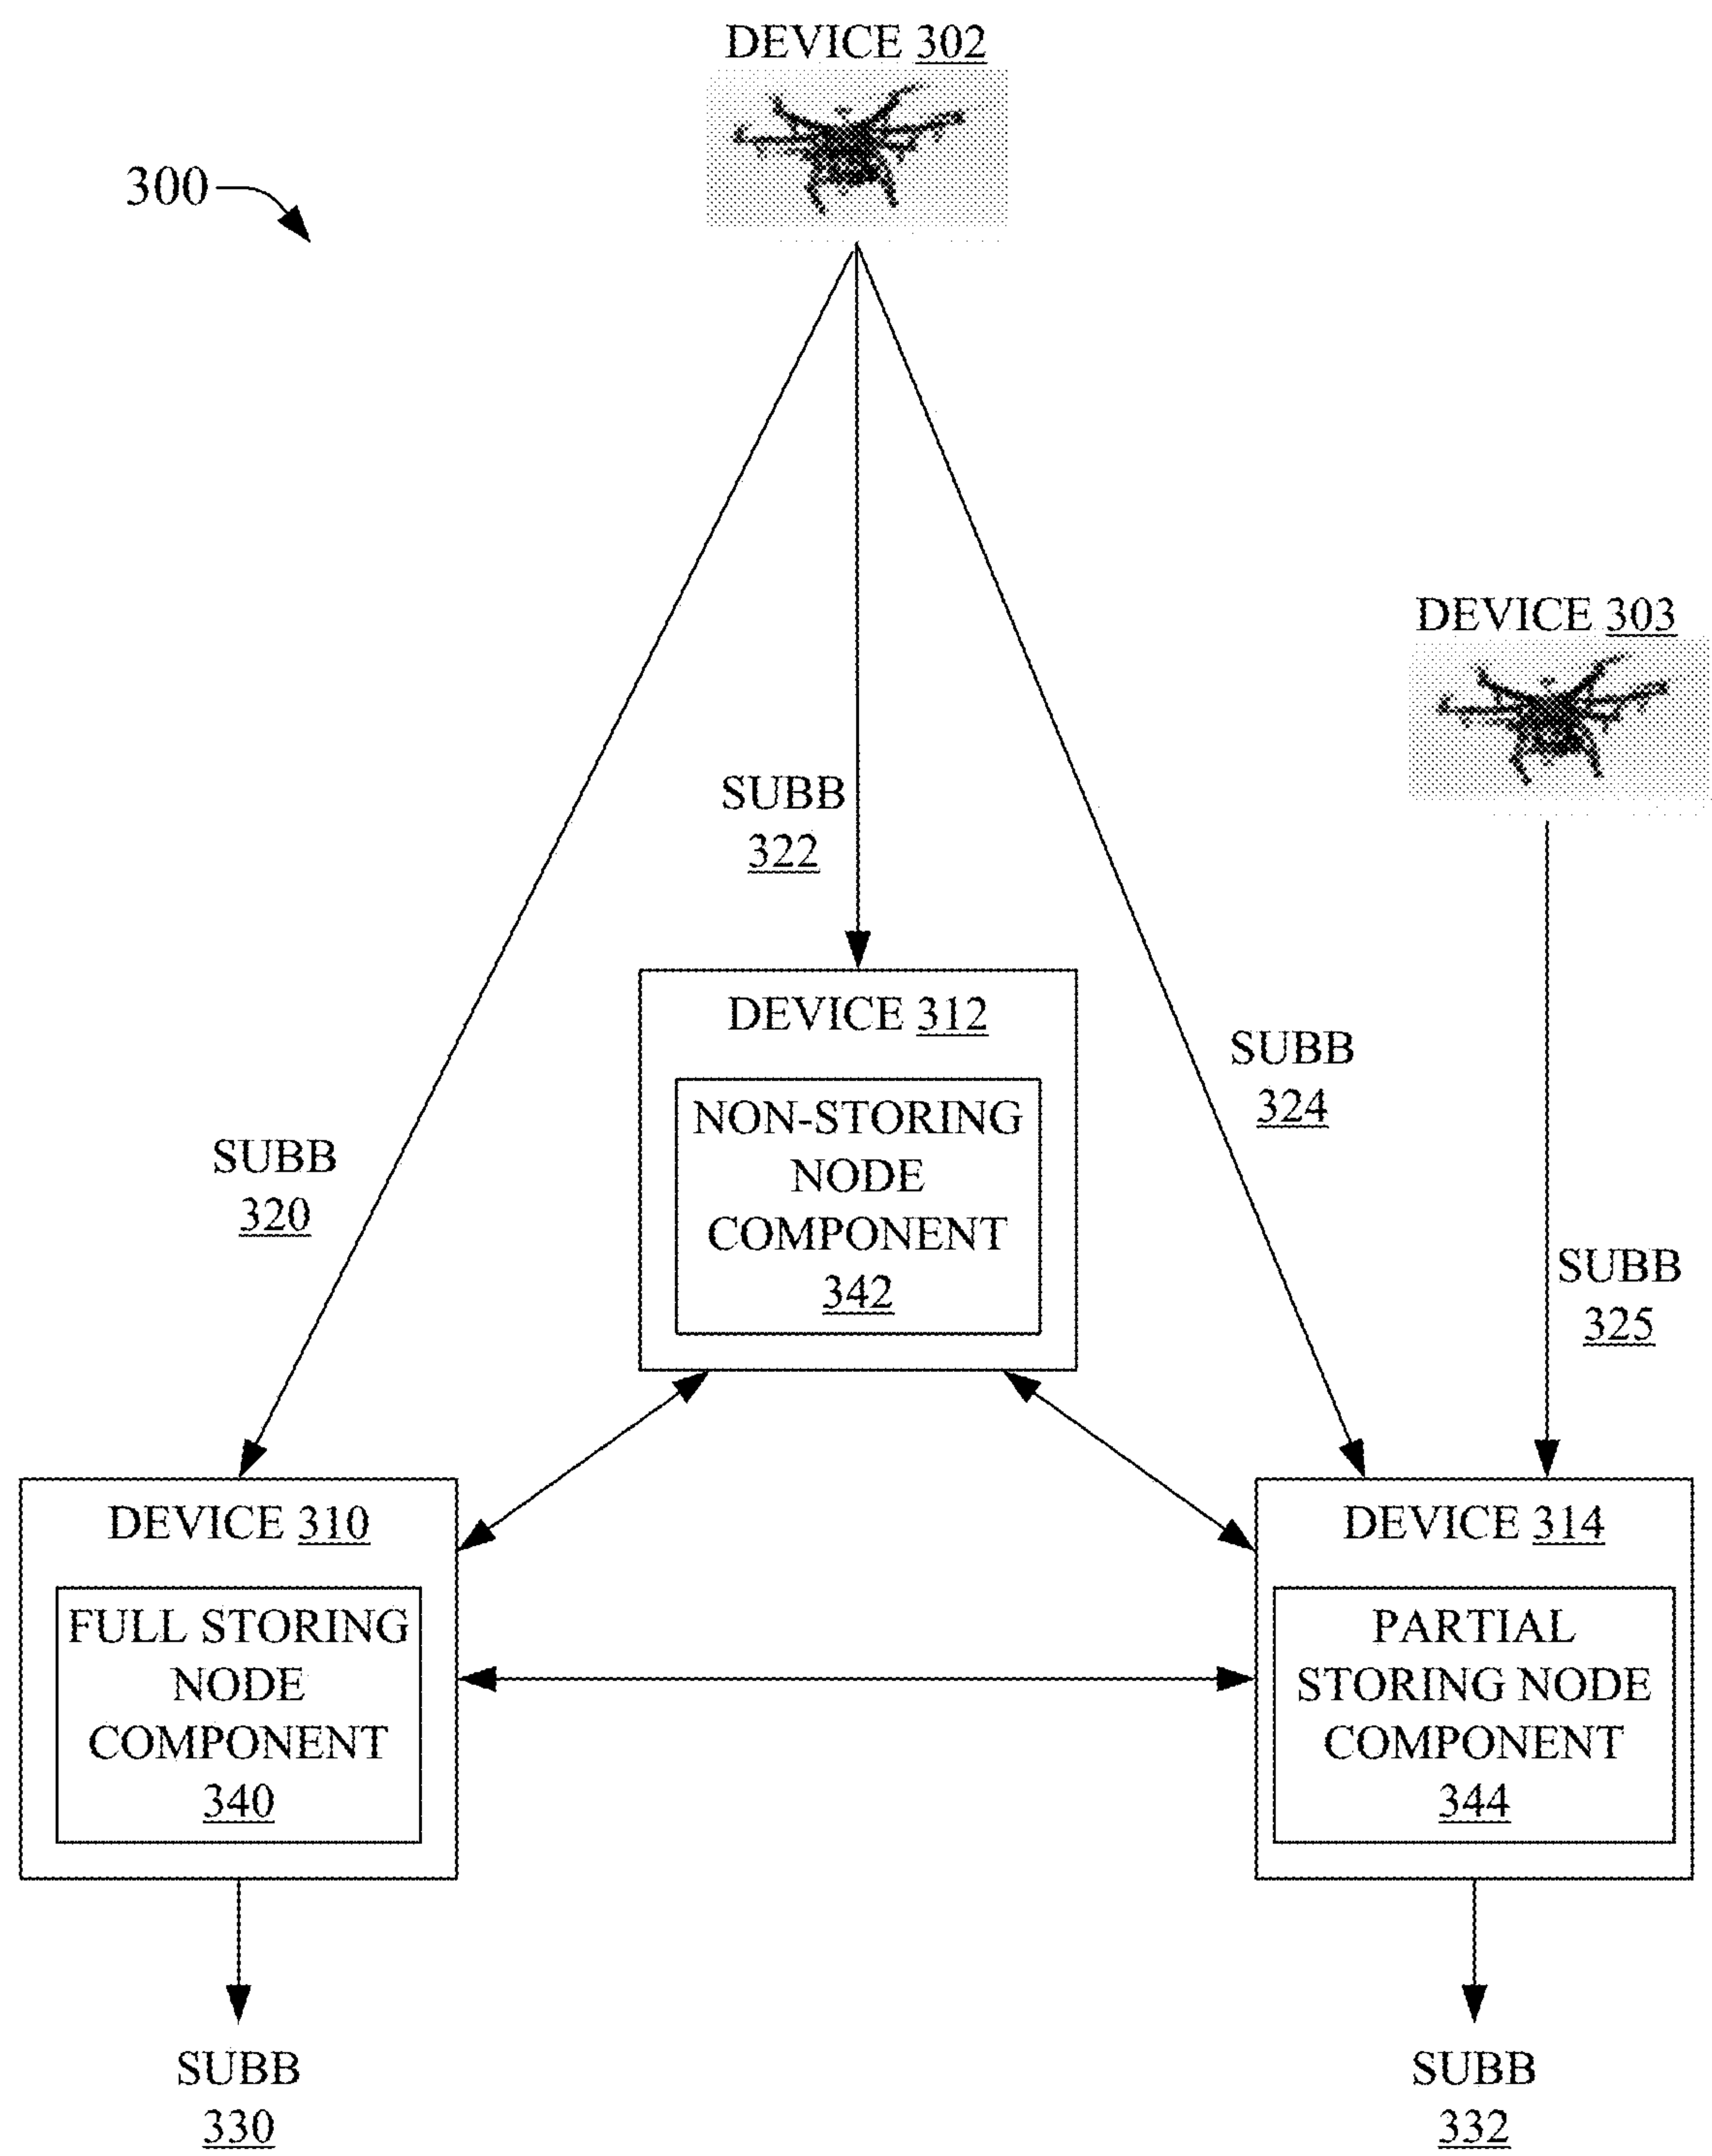 DEVICE 302
300
DEVICE 303
SUBB
322
DEVICE 312
NON-STORING
NODE
COMPONENT
342
SUBB
324
SUBB
320
SUBB
325
DEVICE 310
FULL STORING
NODE
COMPONENT
340
DEVICE 314
PARTIAL
STORING NODE
COMPONENT
344
SUBB
330
SUBB
332